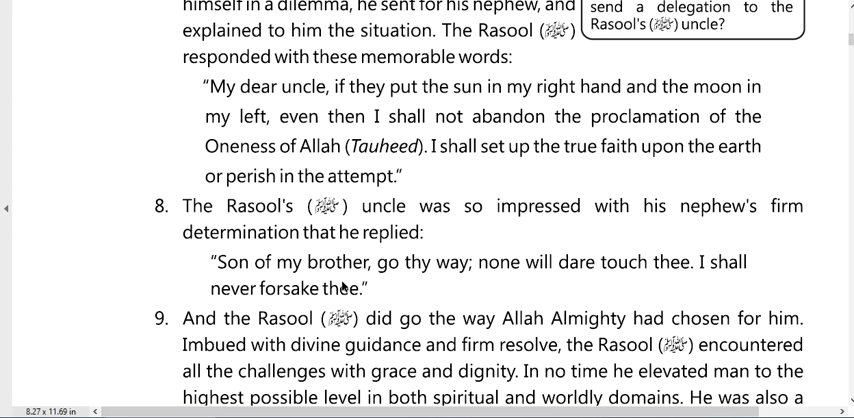 himself in a dilemma, he sent for his nephew, and
explained to him the situation. The Rasool (ﷺ)
responded with these memorable words:
send a delegation to the
Rasool's (ﷺ) uncle?
"My dear uncle, if they put the sun in my right hand and the moon in
my left, even then I shall not abandon the proclamation of the
Oneness of Allah (Tauheed). I shall set up the true faith upon the earth
or perish in the attempt."
8. The Rasool's (ﷺ) uncle was so impressed with his nephew's firm
determination that he replied:
"Son of my brother, go thy way; none will dare touch thee. I shall
never forsake thee."
9. And the Rasool (ﷺ) did go the way Allah Almighty had chosen for him.
Imbued with divine guidance and firm resolve, the Rasool (ﷺ) encountered
all the challenges with grace and dignity. In no time he elevated man to the
highest possible level in both spiritual and worldly domains. He was also a
8.27 x 11.69 in